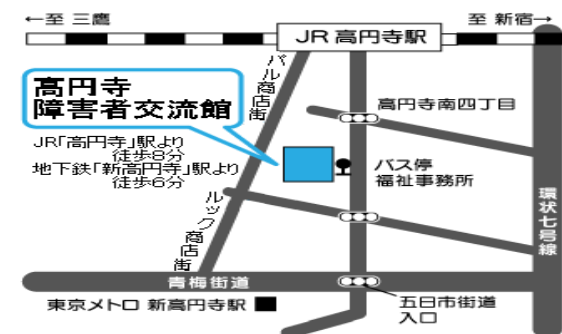 ←至 三鷹
至 新宿→
JR 高円寺駅
パル商店街
高円寺
障害者交流館
高円寺南四丁目
JR｢高円寺｣駅より
徒歩8分
地下鉄｢新高円寺｣駅より
徒歩6分
バス停
福祉事務所
ルック商店街
環状七号線
青梅街道
東京メトロ 新高円寺駅
五日市街道
入口